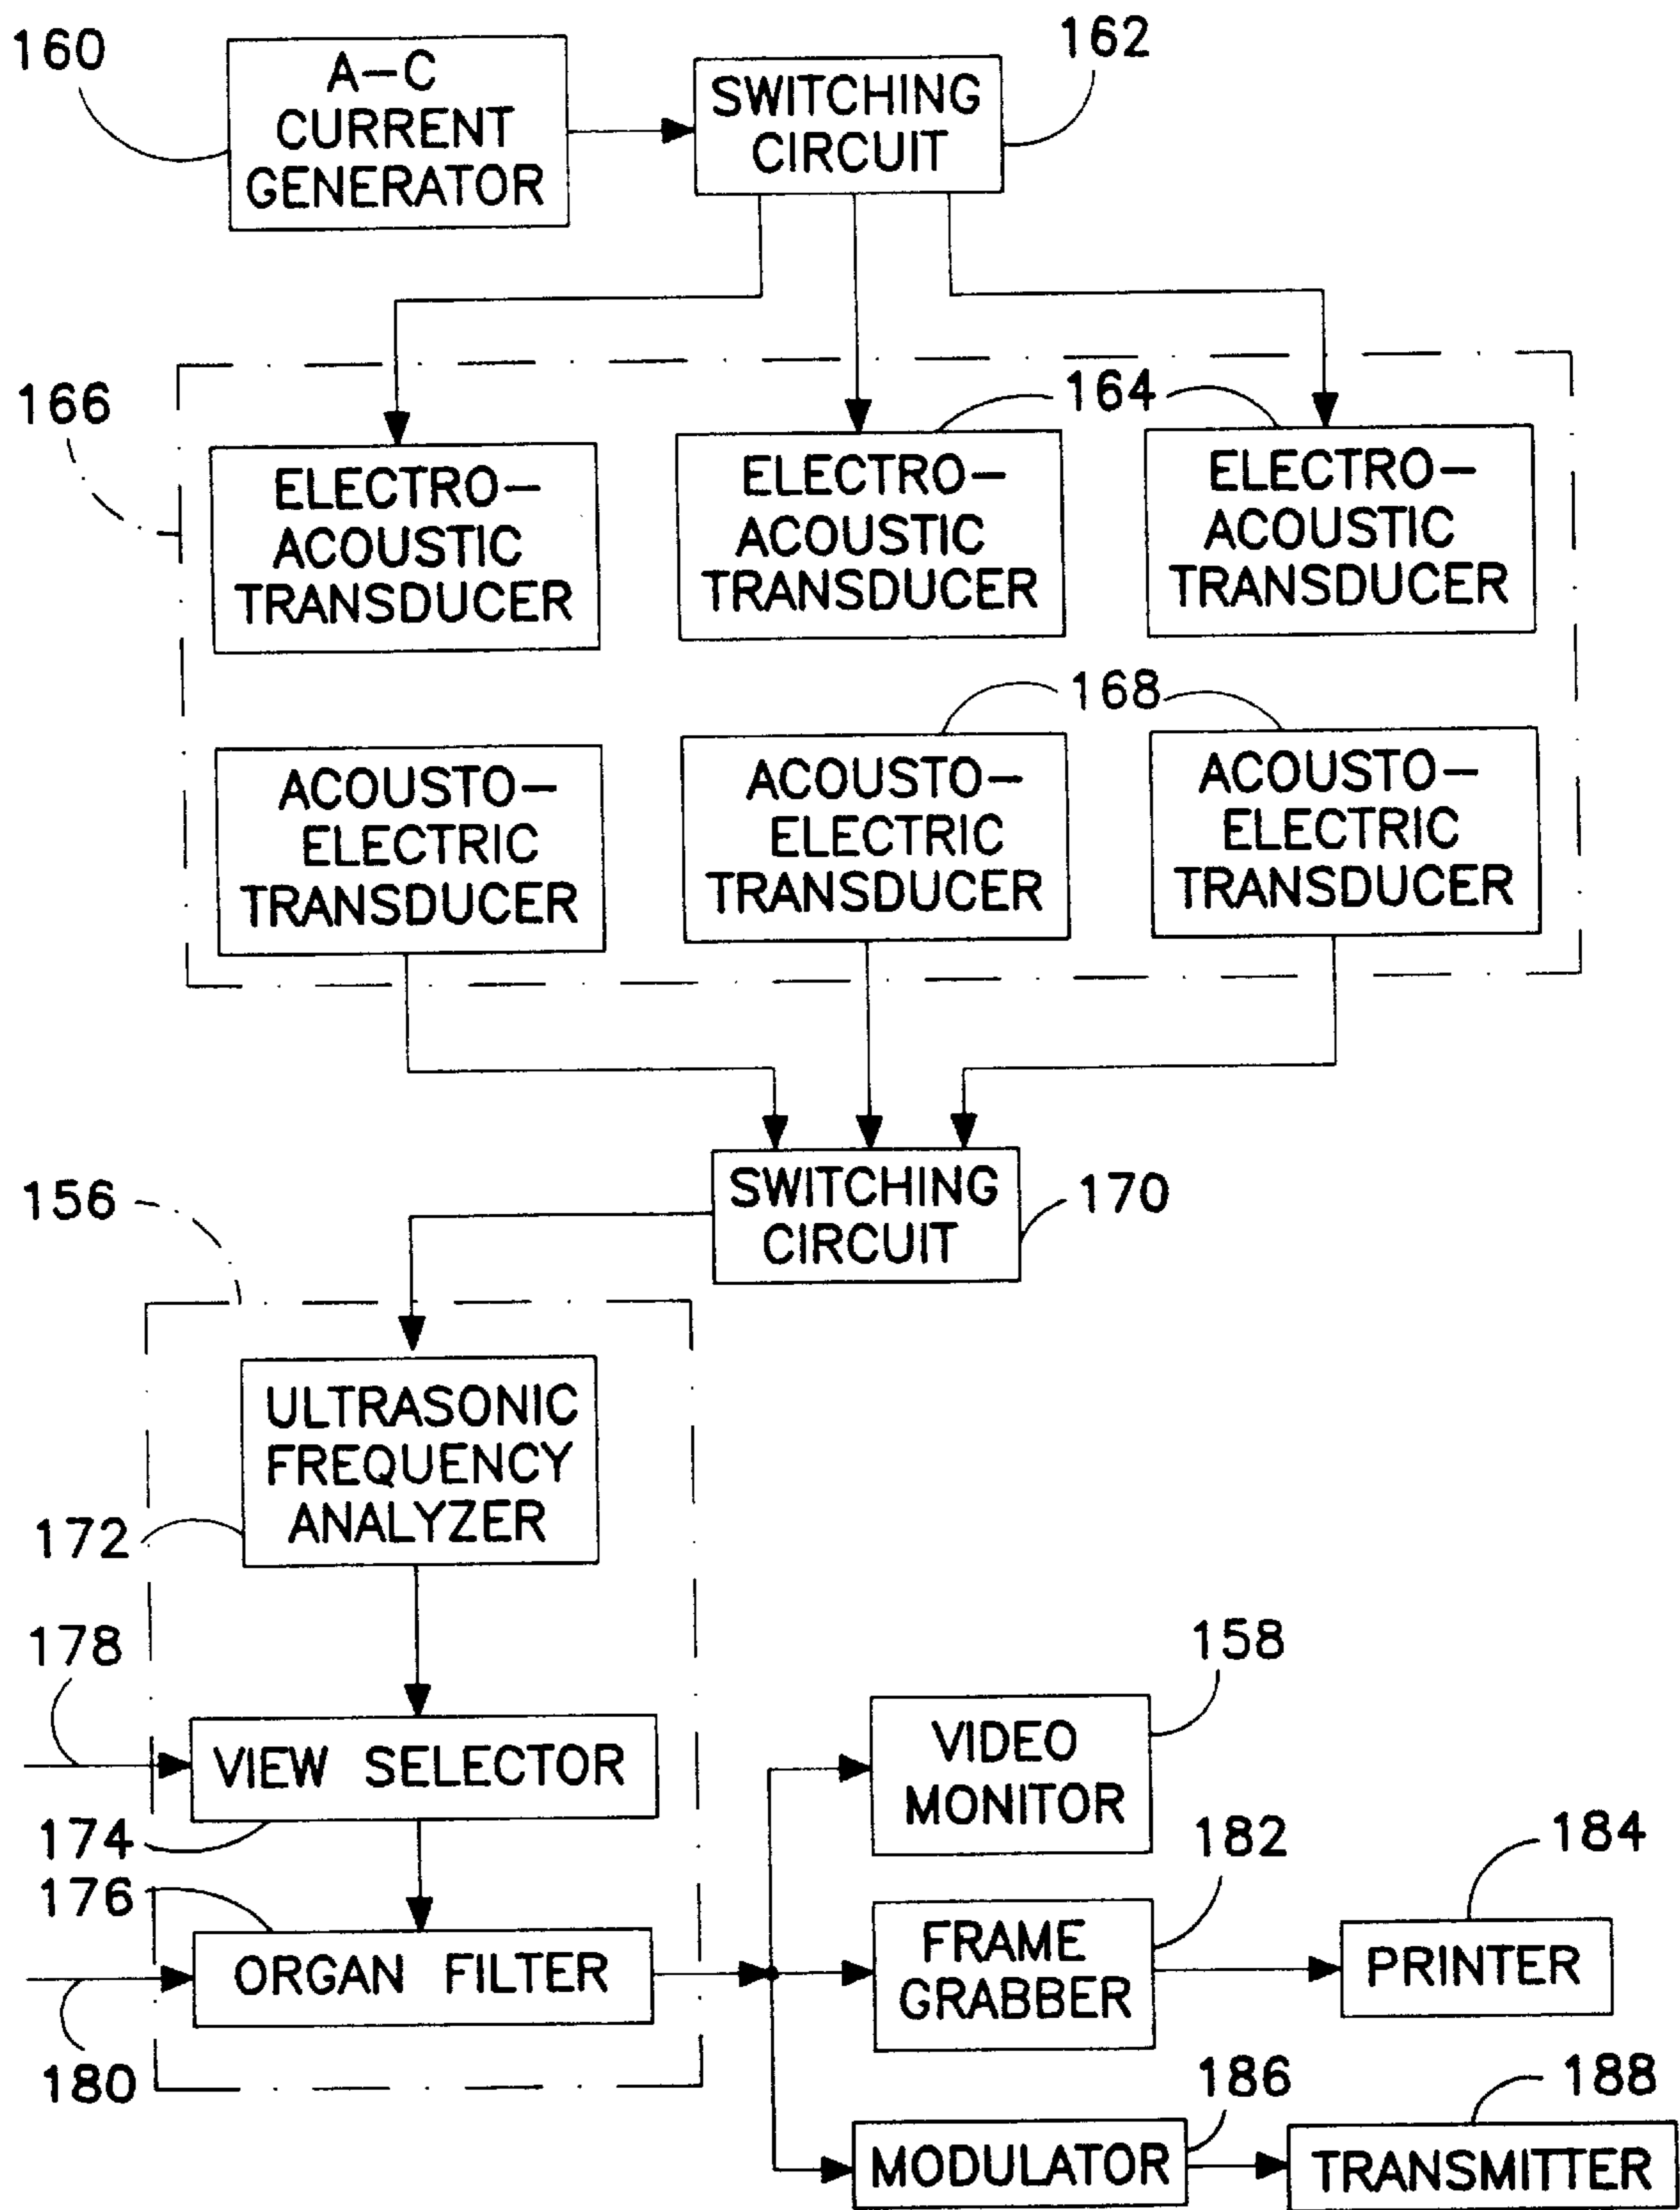 160
A-C
CURRENT
GENERATOR
SWITCHING
CIRCUIT
162
166
164
ELECTRO-
ACOUSTIC
TRANSDUCER
ELECTRO-
ACOUSTIC
TRANSDUCER
ELECTRO-
ACOUSTIC
TRANSDUCER
168
ACOUSTO-
ELECTRIC
TRANSDUCER
ACOUSTO-
ELECTRIC
TRANSDUCER
ACOUSTO-
ELECTRIC
TRANSDUCER
156
SWITCHING
CIRCUIT
170
ULTRASONIC
FREQUENCY
ANALYZER
172
178
VIEW SELECTOR
174
176
ORGAN FILTER
180
158
VIDEO
MONITOR
182
FRAME
GRABBER
184
PRINTER
186
MODULATOR
188
TRANSMITTER